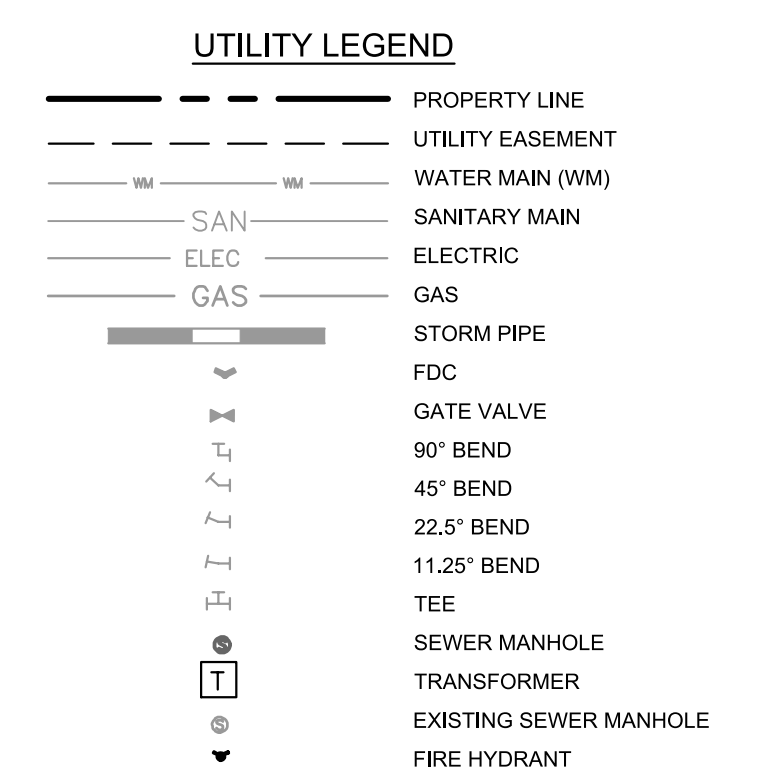 UTILITY LEGEND
PROPERTY LINE
UTILITY EASEMENT
WM WM WATER MAIN (WM)
SAN SANITARY MAIN
ELEC ELECTRIC
GAS GAS
STORM PIPE
FDC
GATE VALVE
90° BEND
45° BEND
22.5° BEND
11.25° BEND
TEE
S SEWER MANHOLE
T TRANSFORMER
S EXISTING SEWER MANHOLE
FIRE HYDRANT